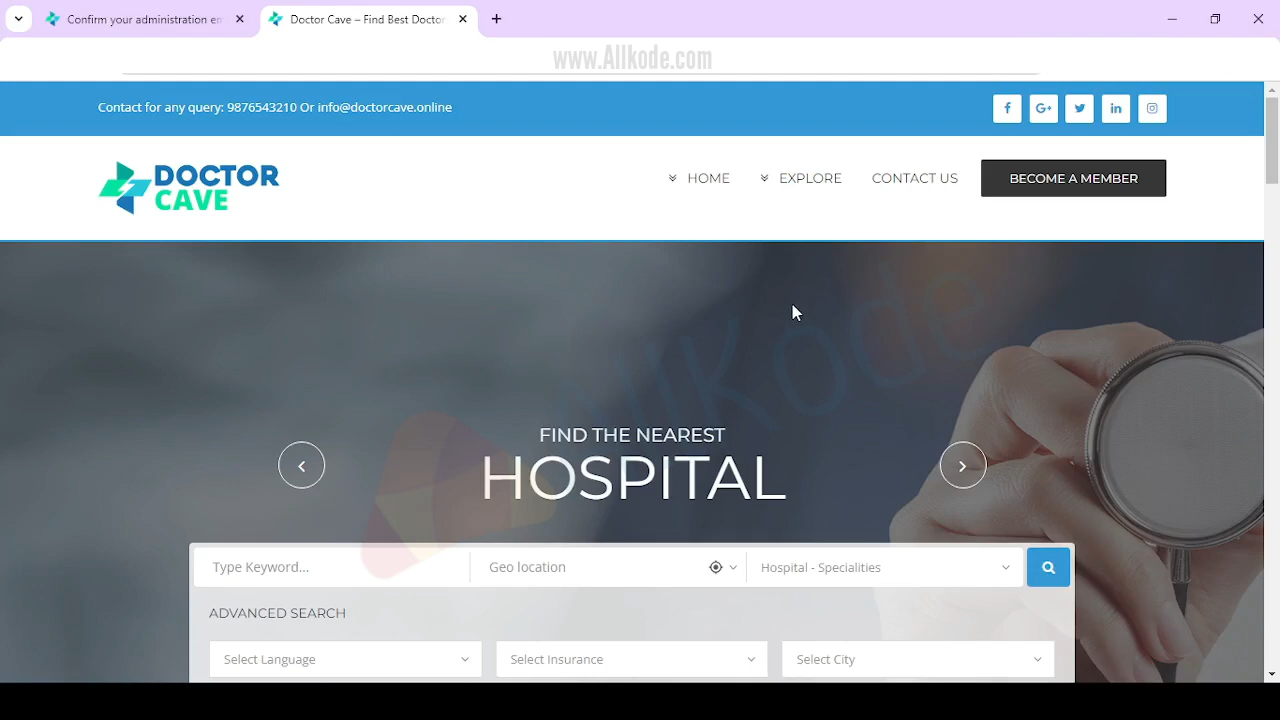 Confirm your administration em
Doctor Cave – Find Best Doctor
www.Allkode.com
Contact for any query: 9876543210 Or info@doctorcave.online
DOCTOR
CAVE
HOME
EXPLORE
CONTACT US
BECOME A MEMBER
AllKode
FIND THE NEAREST
HOSPITAL
Type Keyword...
Geo location
Hospital - Specialities
ADVANCED SEARCH
Select Language
Select Insurance
Select City